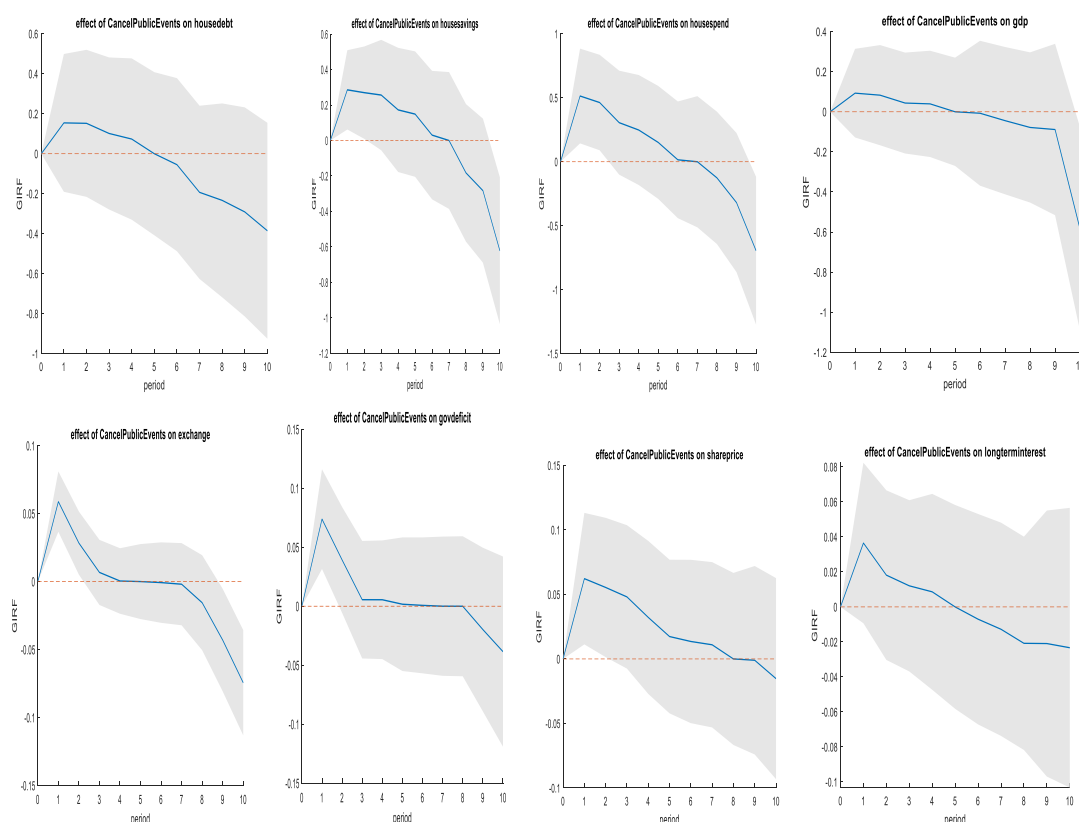 effect of CancelPublicEvents on housedebt
0.6
0.4
0.2
0
-0.2
-0.4
-0.6
-0.8
-1
GIRF
0 1 2 3 4 5 6 7 8 9 10
period
effect of CancelPublicEvents on housesavings
0.6
0.4
0.2
0
-0.2
-0.4
-0.6
-0.8
-1
-1.2
GIRF
0 1 2 3 4 5 6 7 8 9 10
period
effect of CancelPublicEvents on housespend
1
0.5
0
-0.5
-1
-1.5
GIRF
0 1 2 3 4 5 6 7 8 9 10
period
effect of CancelPublicEvents on gdp
0.4
0.2
0
-0.2
-0.4
-0.6
-0.8
-1
-1.2
GIRF
0 1 2 3 4 5 6 7 8 9 10
period
effect of CancelPublicEvents on exchange
0.1
0.05
0
-0.05
-0.1
-0.15
GIRF
0 1 2 3 4 5 6 7 8 9 10
period
effect of CancelPublicEvents on govdeficit
0.15
0.1
0.05
0
-0.05
-0.1
-0.15
GIRF
0 1 2 3 4 5 6 7 8 9 10
period
effect of CancelPublicEvents on shareprice
0.15
0.1
0.05
0
-0.05
-0.1
GIRF
0 1 2 3 4 5 6 7 8 9 10
period
effect of CancelPublicEvents on longterminterest
0.08
0.06
0.04
0.02
0
-0.02
-0.04
-0.06
-0.08
-0.1
GIRF
0 1 2 3 4 5 6 7 8 9 10
period